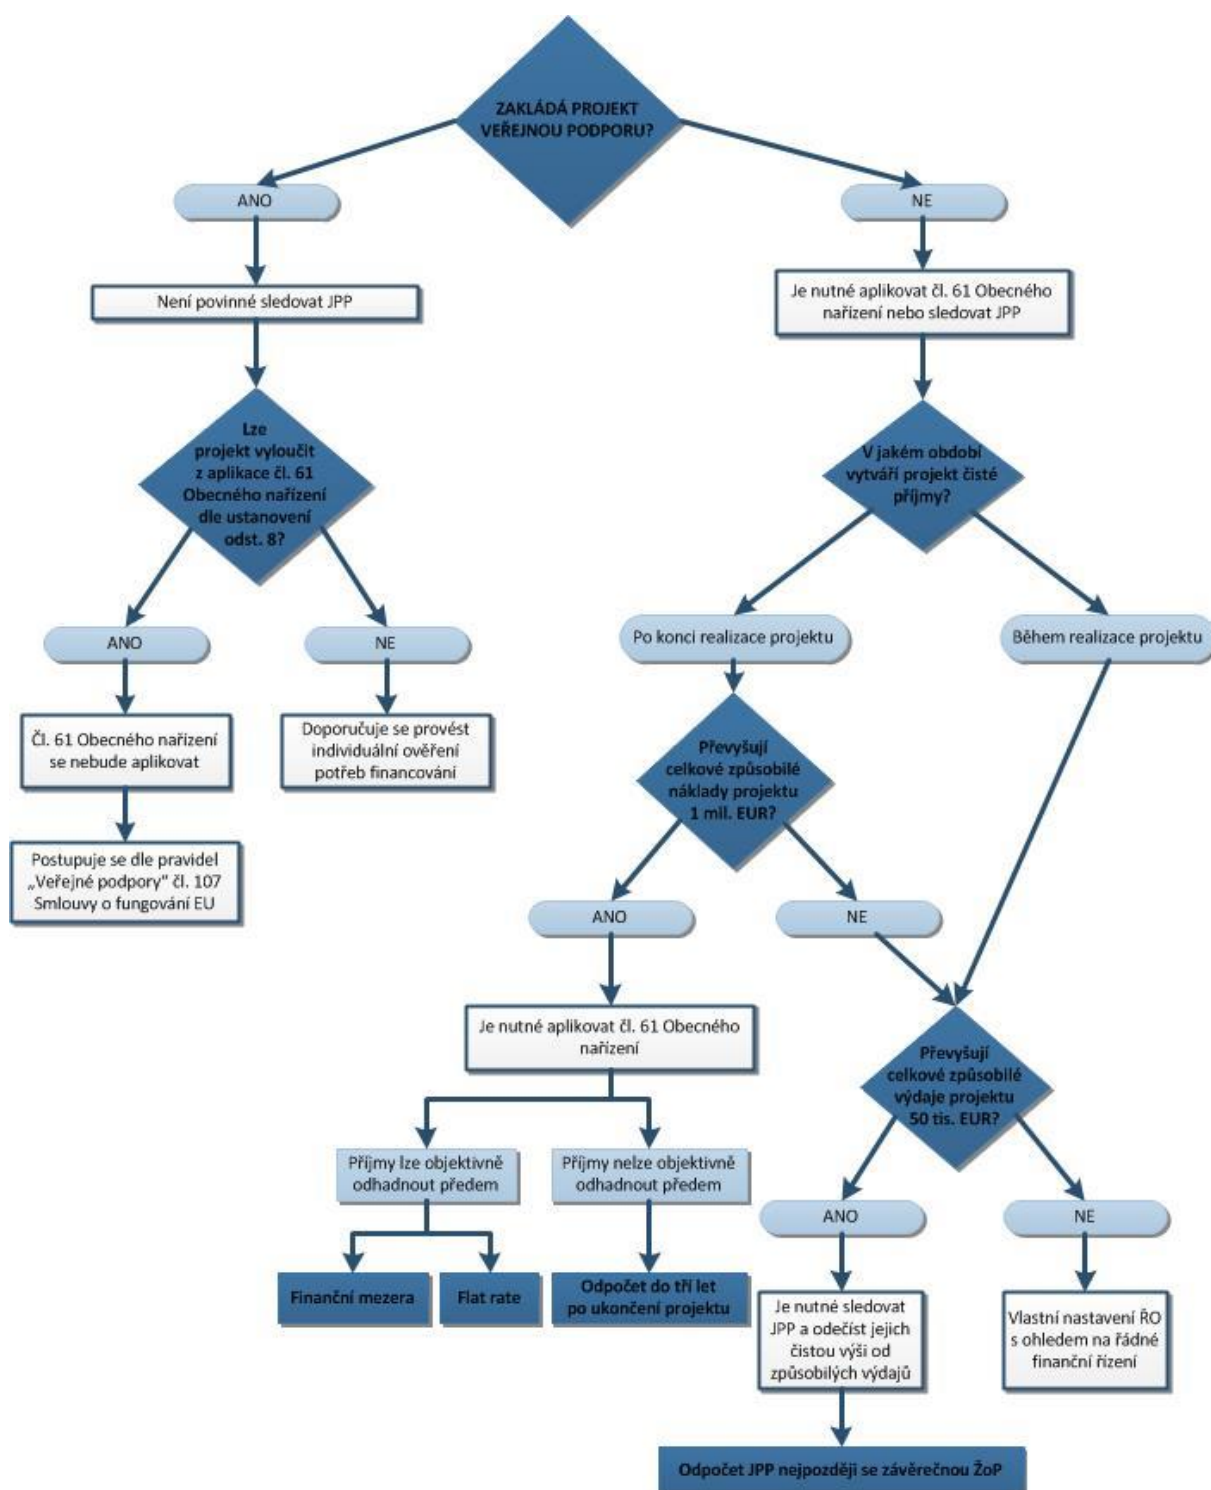 ZAKLÁDÁ PROJEKT
VEŘEJNOU PODPORU?
ANO
NE
Není povinné sledovat JPP
Je nutné aplikovat čl. 61 Obecného
nařízení nebo sledovat JPP
Lze
projekt vyloučit
z aplikace čl. 61
Obecného nařízení
dle ustanovení
odst. 8?
V jakém období
vytváří projekt čisté
příjmy?
ANO
NE
Po konci realizace projektu
Během realizace projektu
Čl. 61 Obecného nařízení
se nebude aplikovat
Doporučuje se provést
individuální ověření
potřeb financování
Převyšují
celkové způsobilé
náklady projektu
1 mil. EUR?
Postupuje se dle pravidel
„Veřejné podpory“ čl. 107
Smlouvy o fungování EU
ANO
NE
Je nutné aplikovat čl. 61 Obecného
nařízení
Převyšují
celkové způsobilé
výdaje projektu
50 tis. EUR?
Příjmy lze objektivně
odhadnout předem
Příjmy nelze objektivně
odhadnout předem
ANO
NE
Finanční mezera
Flat rate
Odpočet do tří let
po ukončení projektu
Je nutné sledovat
JPP a odečíst jejich
čistou výši od
způsobilých výdajů
Vlastní nastavení ŘO
s ohledem na řádné
finanční řízení
Odpočet JPP nejpozději se závěrečnou ŽoP